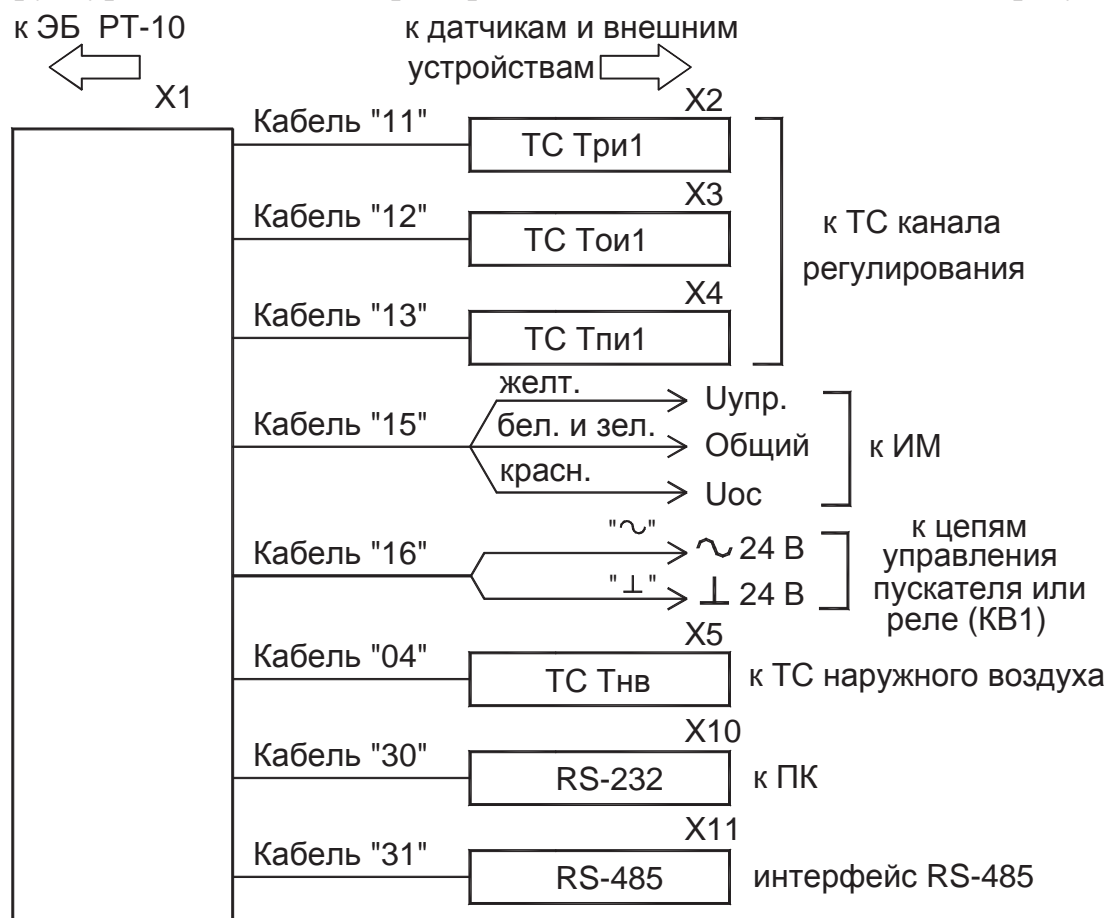 к ЭБ РТ-10
к датчикам и внешним
устройствам
X1
X2
Кабель "11"
ТС Три1
X3
Кабель "12"
ТС Тои1
к ТС канала
регулирования
X4
Кабель "13"
ТС Тпи1
желт.
Uупр.
Кабель "15"
бел. и зел.
Общий
к ИМ
красн.
Uос
"∿"
∿ 24 В
Кабель "16"
"⊥"
⊥ 24 В
к цепям
управления
пускателя или
реле (КВ1)
X5
Кабель "04"
ТС Тнв
к ТС наружного воздуха
X10
Кабель "30"
RS-232
к ПК
X11
Кабель "31"
RS-485
интерфейс RS-485